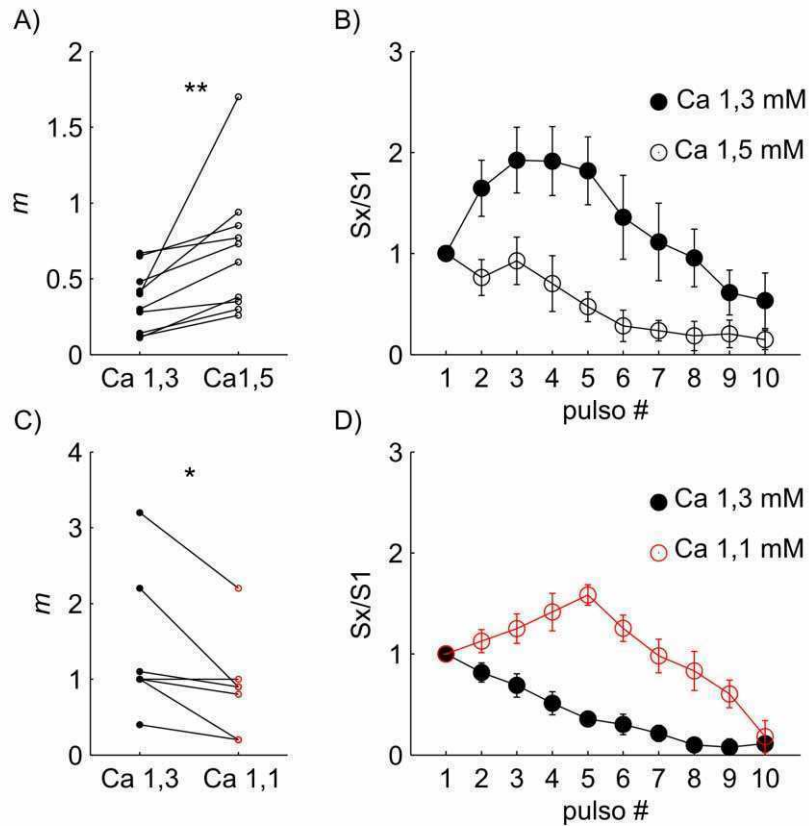 A)
2
1.5
1
0.5
0
m
**
Ca 1,3 Ca1,5
B)
3
2
1
0
Sx/S1
Ca 1,3 mM
Ca 1,5 mM
1 2 3 4 5 6 7 8 9 10
pulso #
C)
4
3
2
1
0
m
*
Ca 1,3 Ca 1,1
D)
3
2
1
0
Sx/S1
Ca 1,3 mM
Ca 1,1 mM
1 2 3 4 5 6 7 8 9 10
pulso #